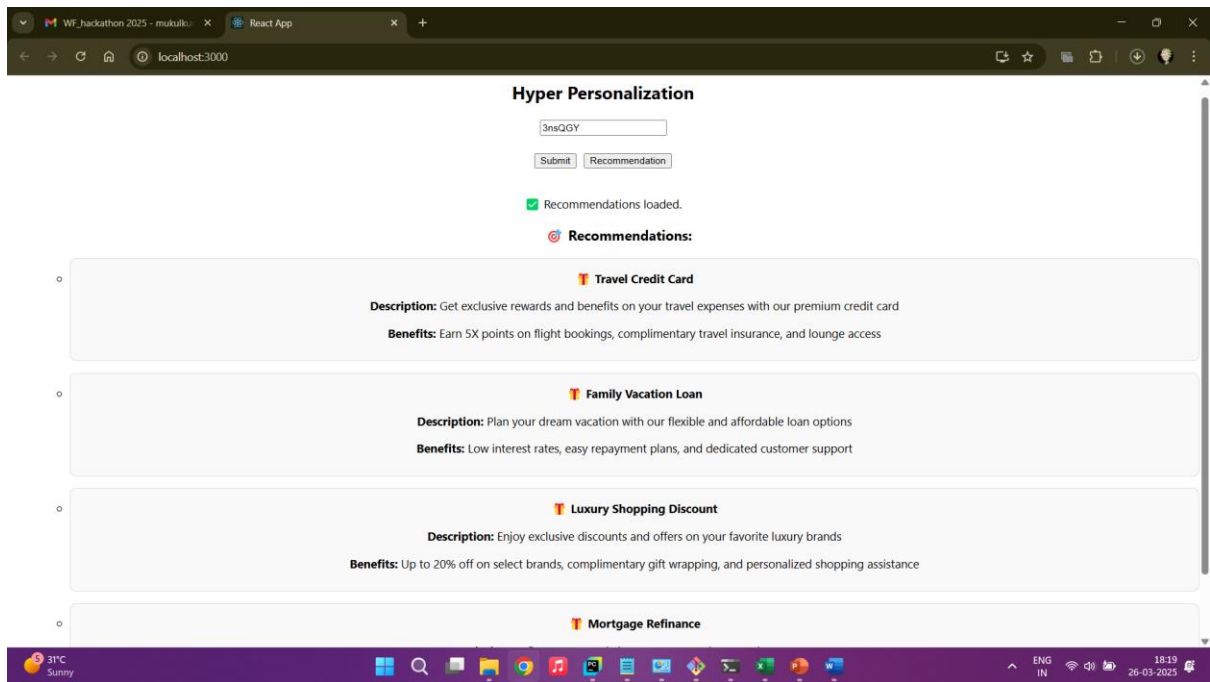 WF_hackathon 2025 - mukulku
React App
localhost:3000
Hyper Personalization
3nsQGY
Submit Recommendation
✅ Recommendations loaded.
🎯 Recommendations:
🎁 Travel Credit Card
Description: Get exclusive rewards and benefits on your travel expenses with our premium credit card
Benefits: Earn 5X points on flight bookings, complimentary travel insurance, and lounge access
🎁 Family Vacation Loan
Description: Plan your dream vacation with our flexible and affordable loan options
Benefits: Low interest rates, easy repayment plans, and dedicated customer support
🎁 Luxury Shopping Discount
Description: Enjoy exclusive discounts and offers on your favorite luxury brands
Benefits: Up to 20% off on select brands, complimentary gift wrapping, and personalized shopping assistance
🎁 Mortgage Refinance
5
31°C
Sunny
ENG
IN
18:19
26-03-2025